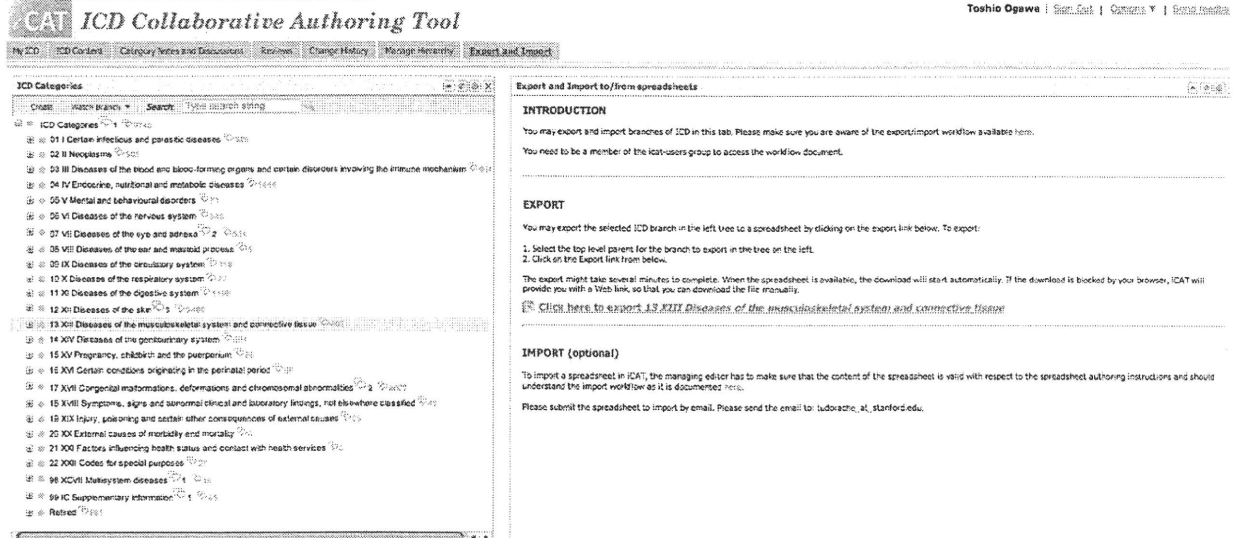 iCAT ICD Collaborative Authoring Tool
Toshio Ogawa | Sign Out | Options ▼ | Send feedback
My ICD ICD Content Category Notes and Discussions Reviews Change History Manage Hierarchy Export and Import
ICD Categories
Create Watch Branch ▼ Search: Type search string
ICD Categories 1
01 I Certain infectious and parasitic diseases
02 II Neoplasms
03 III Diseases of the blood and blood-forming organs and certain disorders involving the immune mechanism
04 IV Endocrine, nutritional and metabolic diseases
05 V Mental and behavioural disorders
06 VI Diseases of the nervous system
07 VII Diseases of the eye and adnexa 2
08 VIII Diseases of the ear and mastoid process
09 IX Diseases of the circulatory system
10 X Diseases of the respiratory system
11 XI Diseases of the digestive system
12 XII Diseases of the skin
13 XIII Diseases of the musculoskeletal system and connective tissue
14 XIV Diseases of the genitourinary system
15 XV Pregnancy, childbirth and the puerperium
16 XVI Certain conditions originating in the perinatal period
17 XVII Congenital malformations, deformations and chromosomal abnormalities 2
18 XVIII Symptoms, signs and abnormal clinical and laboratory findings, not elsewhere classified
19 XIX Injury, poisoning and certain other consequences of external causes
20 XX External causes of morbidity and mortality
21 XXI Factors influencing health status and contact with health services
22 XXII Codes for special purposes
98 XCVII Multisystem diseases 1
99 IC Supplementary information 1
Retired
Export and Import to/from spreadsheets
INTRODUCTION
You may export and import branches of ICD in this tab. Please make sure you are aware of the export/import workflow available here.
You need to be a member of the icat-users group to access the workflow document.
EXPORT
You may export the selected ICD branch in the left tree to a spreadsheet by clicking on the export link below. To export:
1. Select the top level parent for the branch to export in the tree on the left.
2. Click on the Export link from below.
The export might take several minutes to complete. When the spreadsheet is available, the download will start automatically. If the download is blocked by your browser, iCAT will
provide you with a Web link, so that you can download the file manually.
Click here to export 13 XIII Diseases of the musculoskeletal system and connective tissue
IMPORT (optional)
To import a spreadsheet in iCAT, the managing editor has to make sure that the content of the spreadsheet is valid with respect to the spreadsheet authoring instructions and should
understand the import workflow as it is documented here.
Please submit the spreadsheet to import by email. Please send the email to: tudorache_at_stanford.edu.